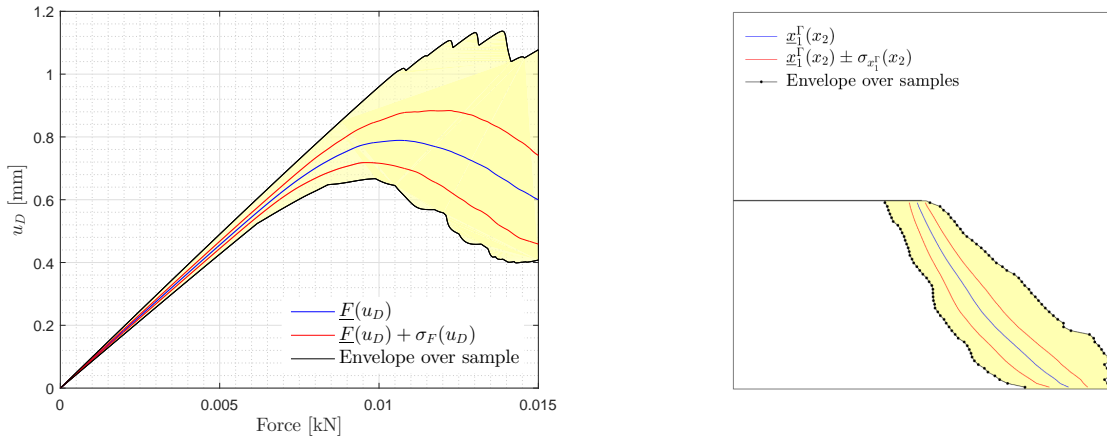 1.2
1
0.8
0.6
0.4
0.2
0
u_D [mm]
0
0.005
0.01
0.015
Force [kN]
F(u_D)
F(u_D) + σ_F(u_D)
Envelope over sample
x_1^Γ(x_2)
x_1^Γ(x_2) ± σ_{x_1^Γ}(x_2)
Envelope over samples